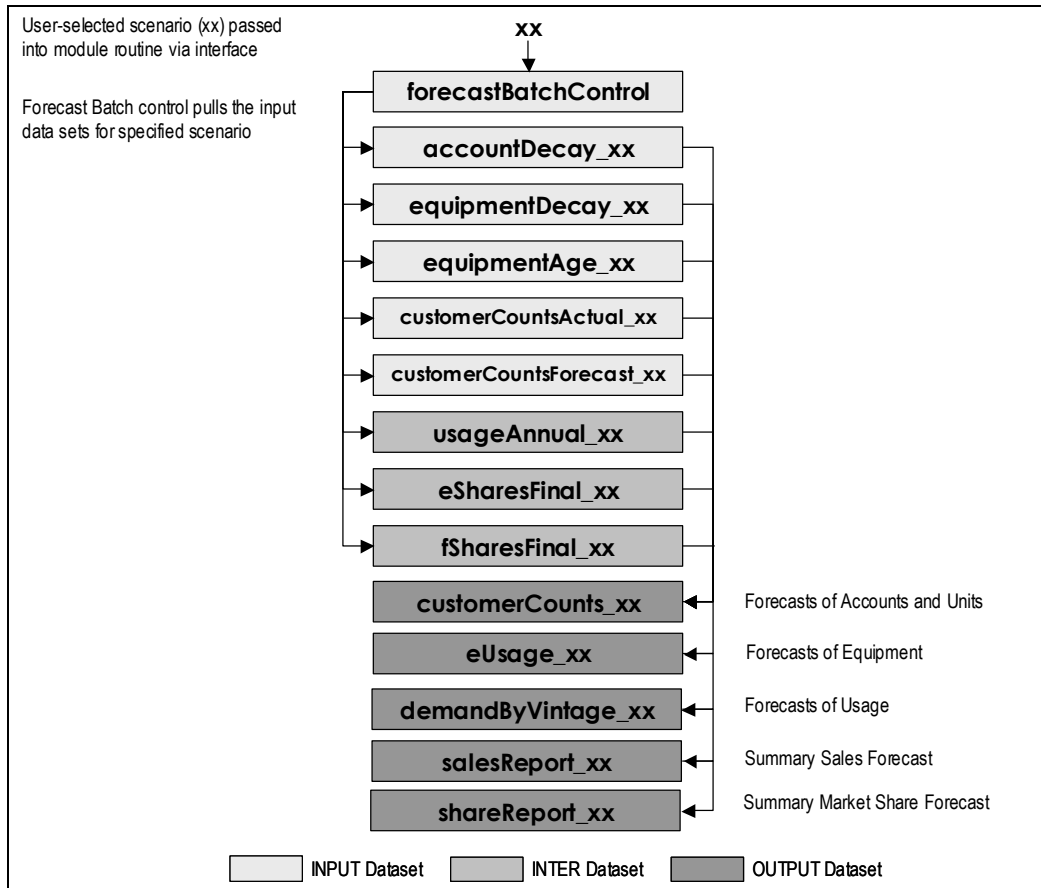 User-selected scenario (xx) passed
into module routine via interface
xx
forecastBatchControl
Forecast Batch control pulls the input
data sets for specified scenario
accountDecay_xx
equipmentDecay_xx
equipmentAge_xx
customerCountsActual_xx
customerCountsForecast_xx
usageAnnual_xx
eSharesFinal_xx
fSharesFinal_xx
customerCounts_xx
Forecasts of Accounts and Units
eUsage_xx
Forecasts of Equipment
demandByVintage_xx
Forecasts of Usage
salesReport_xx
Summary Sales Forecast
shareReport_xx
Summary Market Share Forecast
INPUT Dataset
INTER Dataset
OUTPUT Dataset